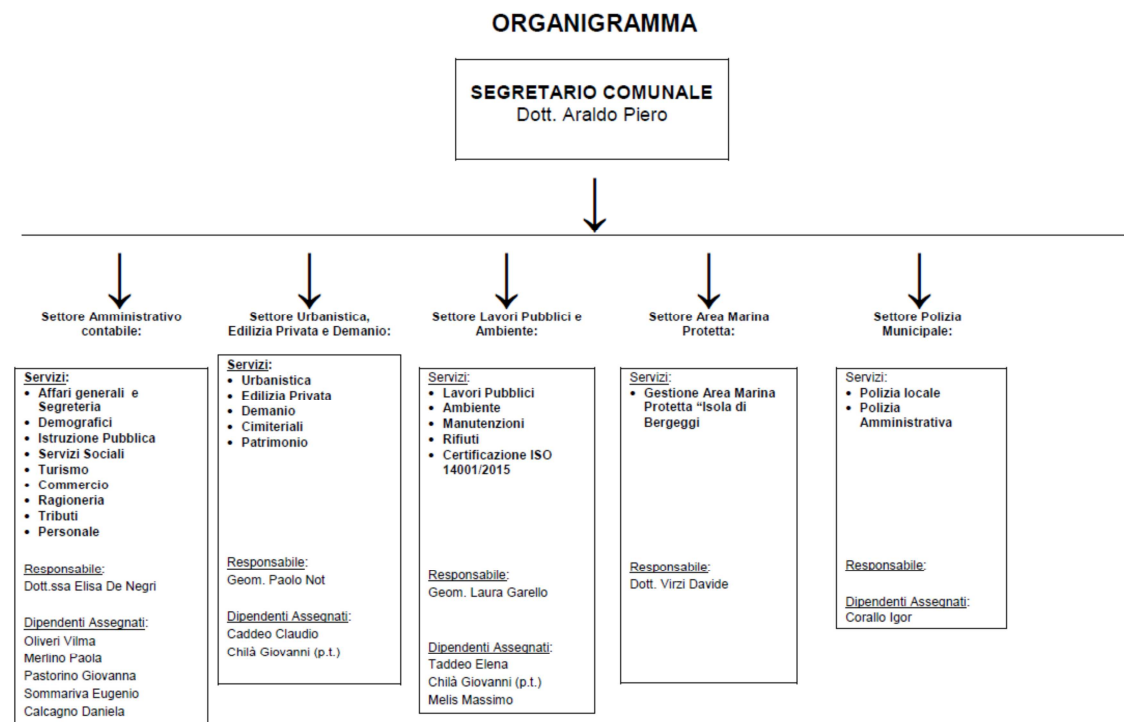 ORGANIGRAMMA
SEGRETARIO COMUNALE
Dott. Araldo Piero
Settore Amministrativo
contabile:
Servizi:
• Affari generali e
Segreteria
• Demografici
• Istruzione Pubblica
• Servizi Sociali
• Turismo
• Commercio
• Ragioneria
• Tributi
• Personale
Responsabile:
Dott.ssa Elisa De Negri
Dipendenti Assegnati:
Oliveri Vilma
Merlino Paola
Pastorino Giovanna
Sommariva Eugenio
Calcagno Daniela
Settore Urbanistica,
Edilizia Privata e Demanio:
Servizi:
• Urbanistica
• Edilizia Privata
• Demanio
• Cimiteriali
• Patrimonio
Responsabile:
Geom. Paolo Not
Dipendenti Assegnati:
Caddeo Claudio
Chilà Giovanni (p.t.)
Settore Lavori Pubblici e
Ambiente:
Servizi:
• Lavori Pubblici
• Ambiente
• Manutenzioni
• Rifiuti
• Certificazione ISO
14001/2015
Responsabile:
Geom. Laura Garello
Dipendenti Assegnati:
Taddeo Elena
Chilà Giovanni (p.t.)
Melis Massimo
Settore Area Marina
Protetta:
Servizi:
• Gestione Area Marina
Protetta “Isola di
Bergeggi
Responsabile:
Dott. Virzi Davide
Settore Polizia
Municipale:
Servizi:
• Polizia locale
• Polizia
Amministrativa
Responsabile:
Dipendenti Assegnati:
Corallo Igor